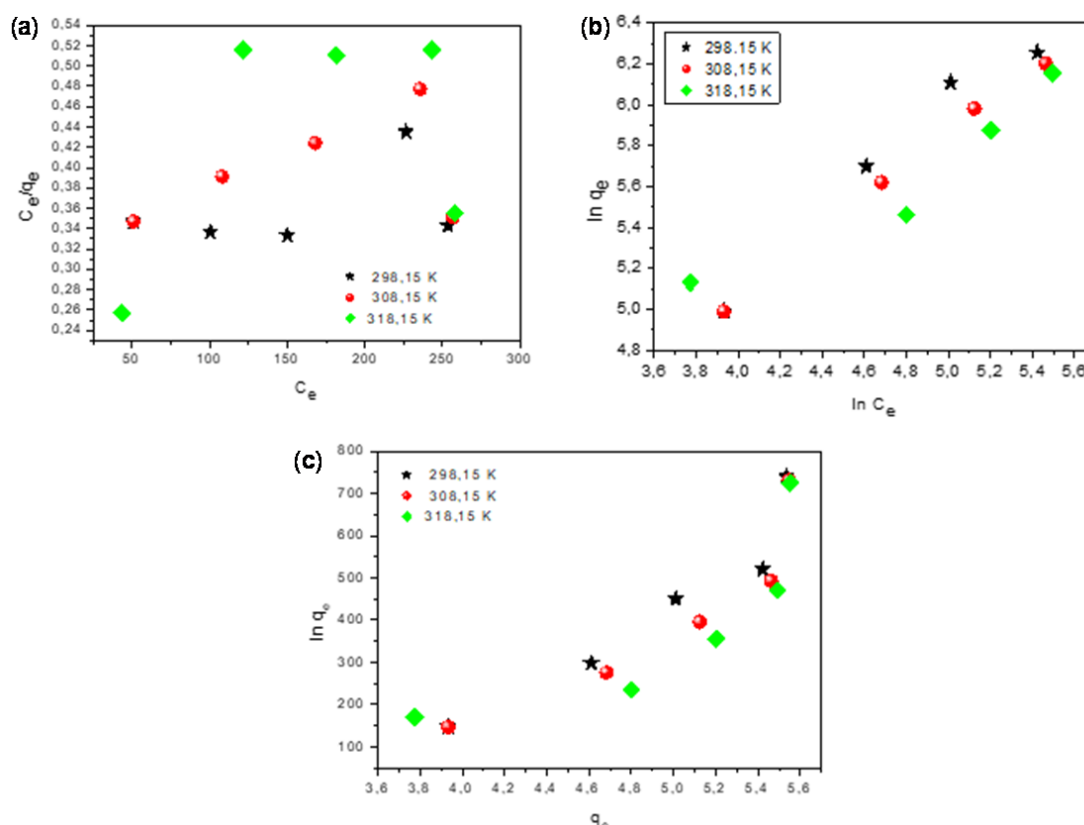 (a)
0,54
0,52
0,50
0,48
0,46
0,44
0,42
0,40
0,38
0,36
0,34
0,32
0,30
0,28
0,26
0,24
Ce/qe
298,15 K
308,15 K
318,15 K
50 100 150 200 250 300
Ce
(b)
6,4
6,2
6,0
5,8
5,6
5,4
5,2
5,0
4,8
ln qe
298,15 K
308,15 K
318,15 K
3,6 3,8 4,0 4,2 4,4 4,6 4,8 5,0 5,2 5,4 5,6
ln Ce
(c)
800
700
600
500
400
300
200
100
ln qe
298,15 K
308,15 K
318,15 K
3,6 3,8 4,0 4,2 4,4 4,6 4,8 5,0 5,2 5,4 5,6
qe